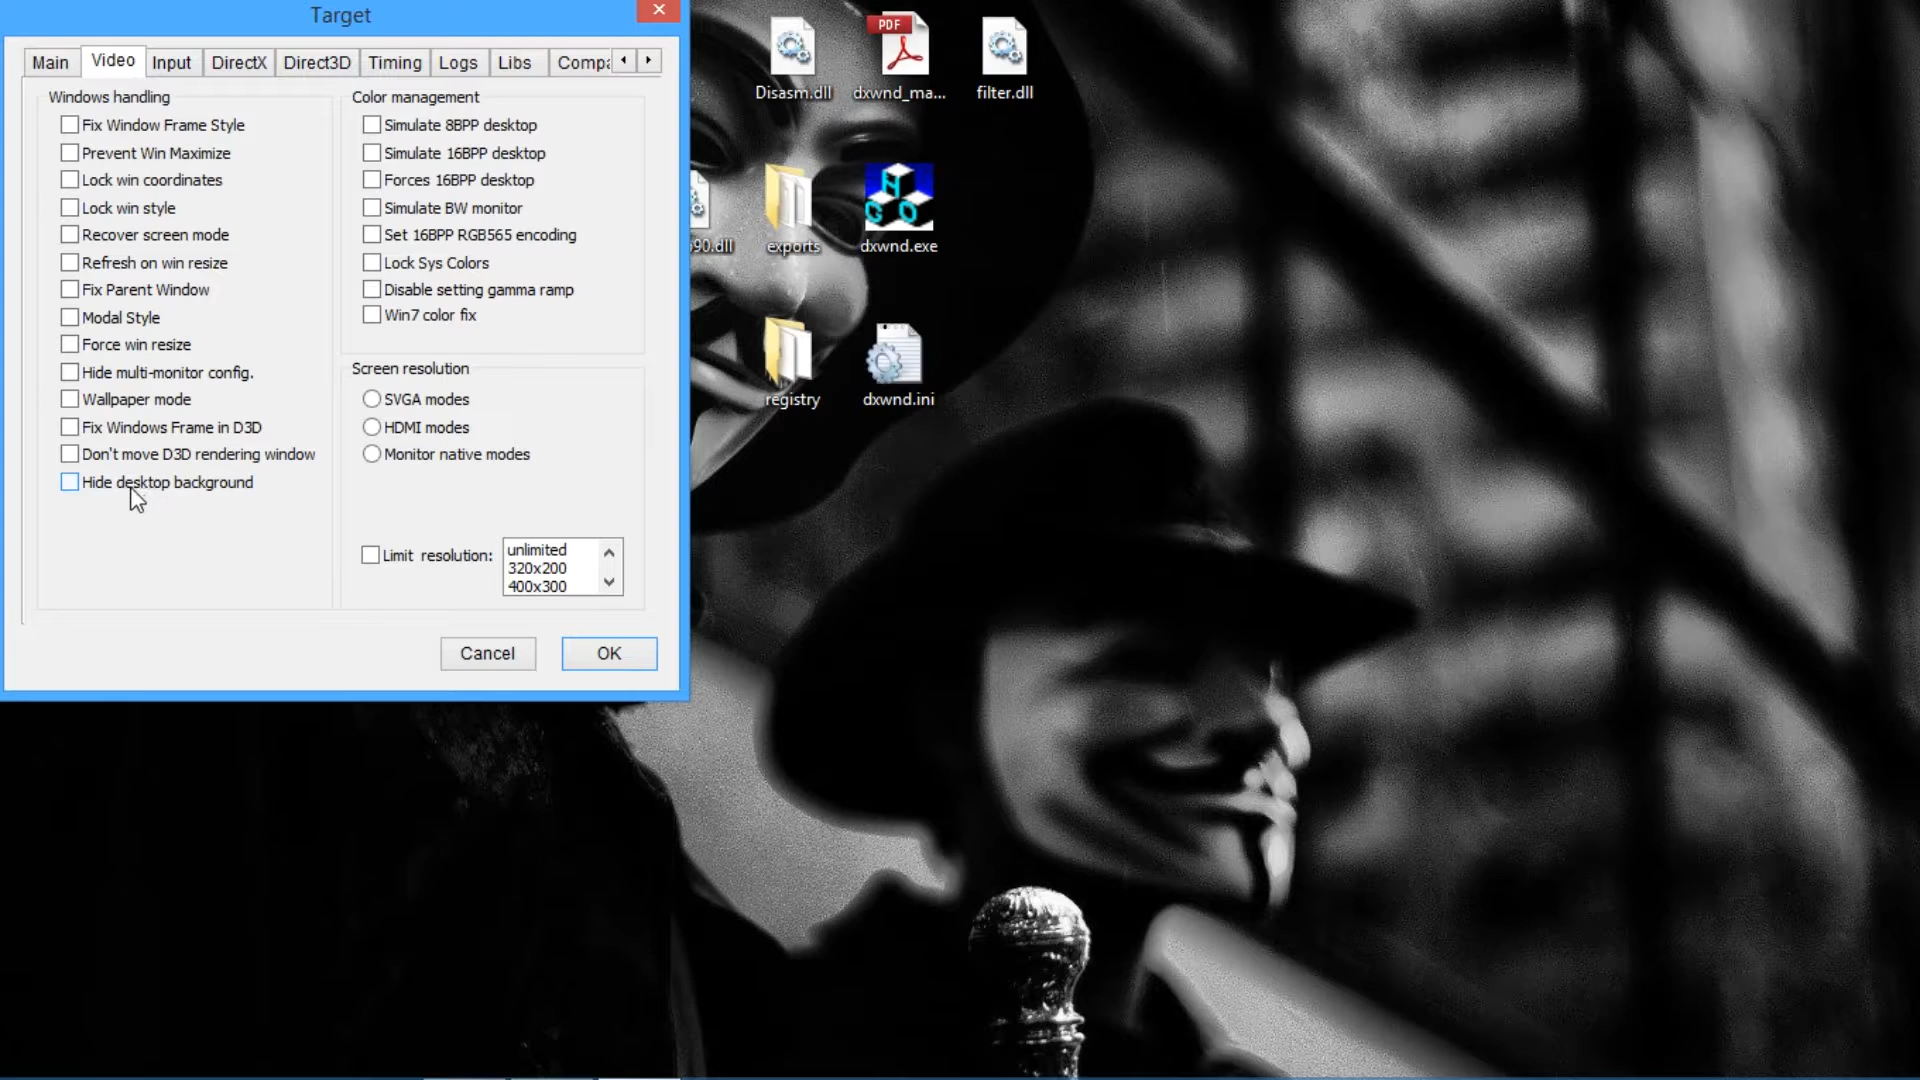 Target
Main
Video
Input
DirectX
Direct3D
Timing
Logs
Libs
Compa
Windows handling
Fix Window Frame Style
Prevent Win Maximize
Lock win coordinates
Lock win style
Recover screen mode
Refresh on win resize
Fix Parent Window
Modal Style
Force win resize
Hide multi-monitor config.
Wallpaper mode
Fix Windows Frame in D3D
Don't move D3D rendering window
Hide desktop background
Color management
Simulate 8BPP desktop
Simulate 16BPP desktop
Forces 16BPP desktop
Simulate BW monitor
Set 16BPP RGB565 encoding
Lock Sys Colors
Disable setting gamma ramp
Win7 color fix
Screen resolution
SVGA modes
HDMI modes
Monitor native modes
Limit resolution:
unlimited
320x200
400x300
Cancel
OK
Disasm.dll
PDF
dxwnd_ma...
filter.dll
90.dll
exports
H
G O
dxwnd.exe
registry
dxwnd.ini